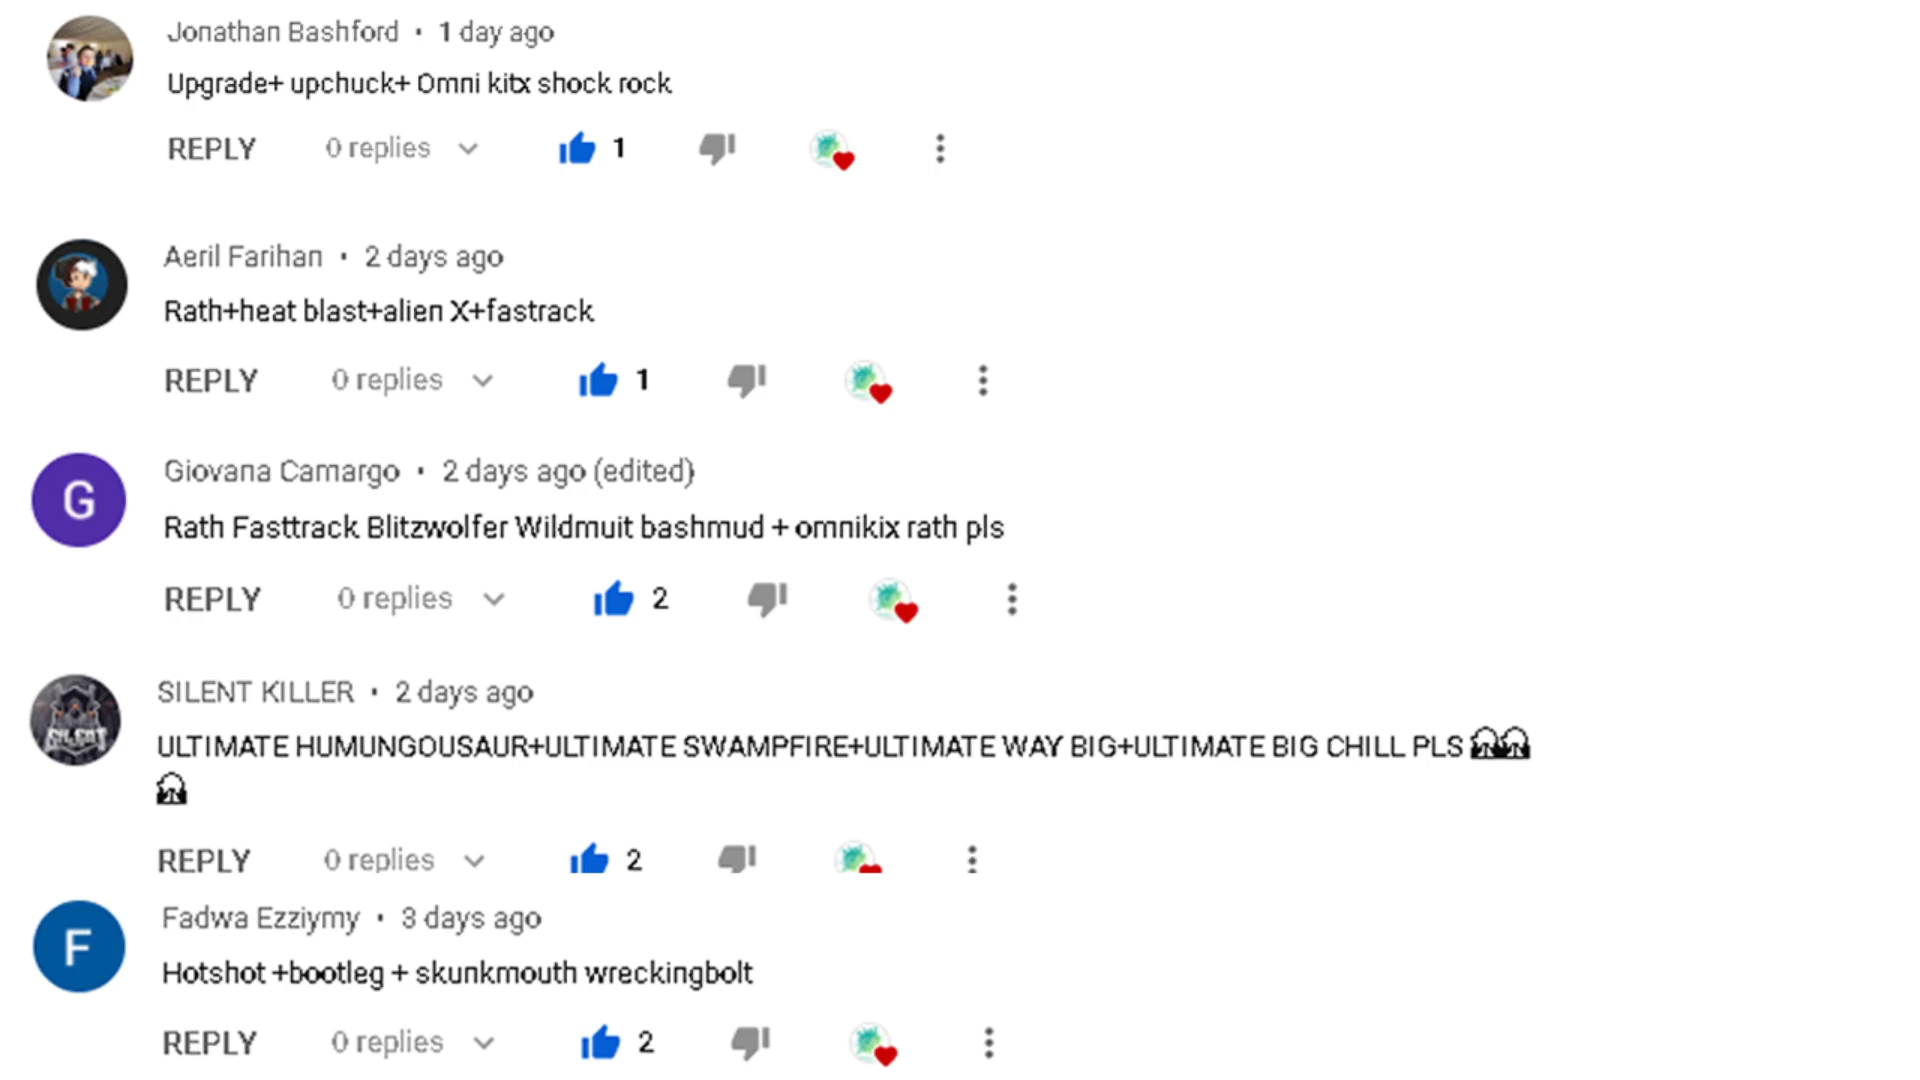 Jonathan Bashford • 1 day ago
Upgrade+ upchuck+ Omni kitx shock rock
REPLY 0 replies 1
Aeril Farihan • 2 days ago
Rath+heat blast+alien X+fastrack
REPLY 0 replies 1
G
Giovana Camargo • 2 days ago (edited)
Rath Fasttrack Blitzwolfer Wildmuit bashmud + omnikix rath pls
REPLY 0 replies 2
SILENT
SILENT KILLER • 2 days ago
ULTIMATE HUMUNGOUSAUR+ULTIMATE SWAMPFIRE+ULTIMATE WAY BIG+ULTIMATE BIG CHILL PLS
REPLY 0 replies 2
F
Fadwa Ezziymy • 3 days ago
Hotshot +bootleg + skunkmouth wreckingbolt
REPLY 0 replies 2